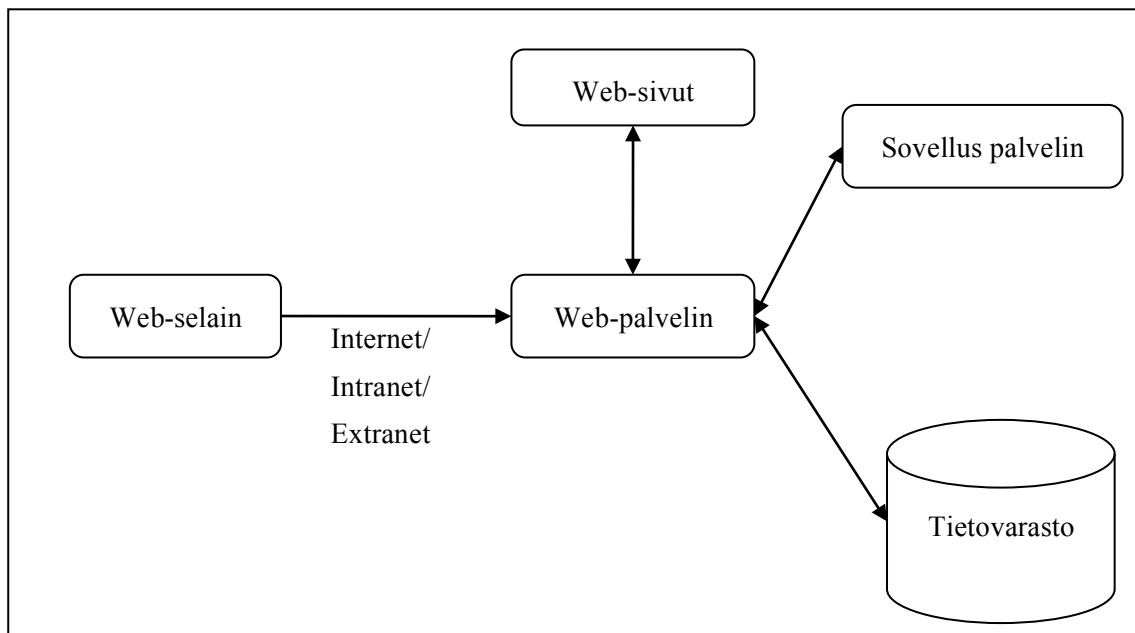 Web-sivut
Sovellus palvelin
Web-selain
Web-palvelin
Internet/
Intranet/
Extranet
Tietovarasto